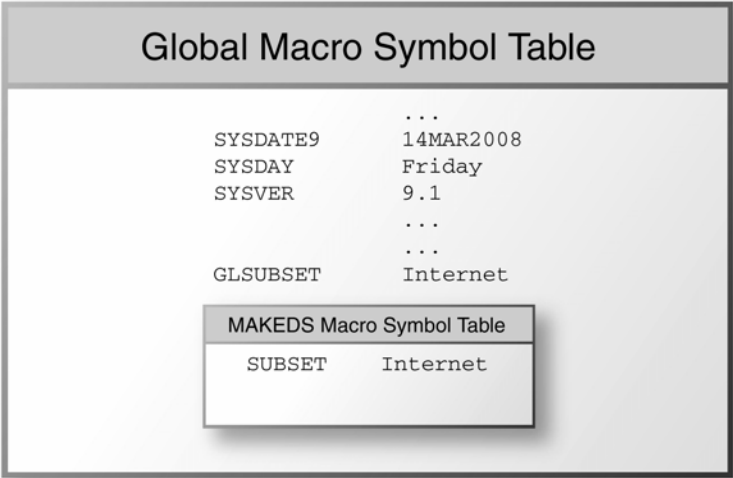 Global Macro Symbol Table
...
SYSDATE9 14MAR2008
SYSDAY Friday
SYSVER 9.1
...
...
GLSUBSET Internet
MAKEDS Macro Symbol Table
SUBSET Internet